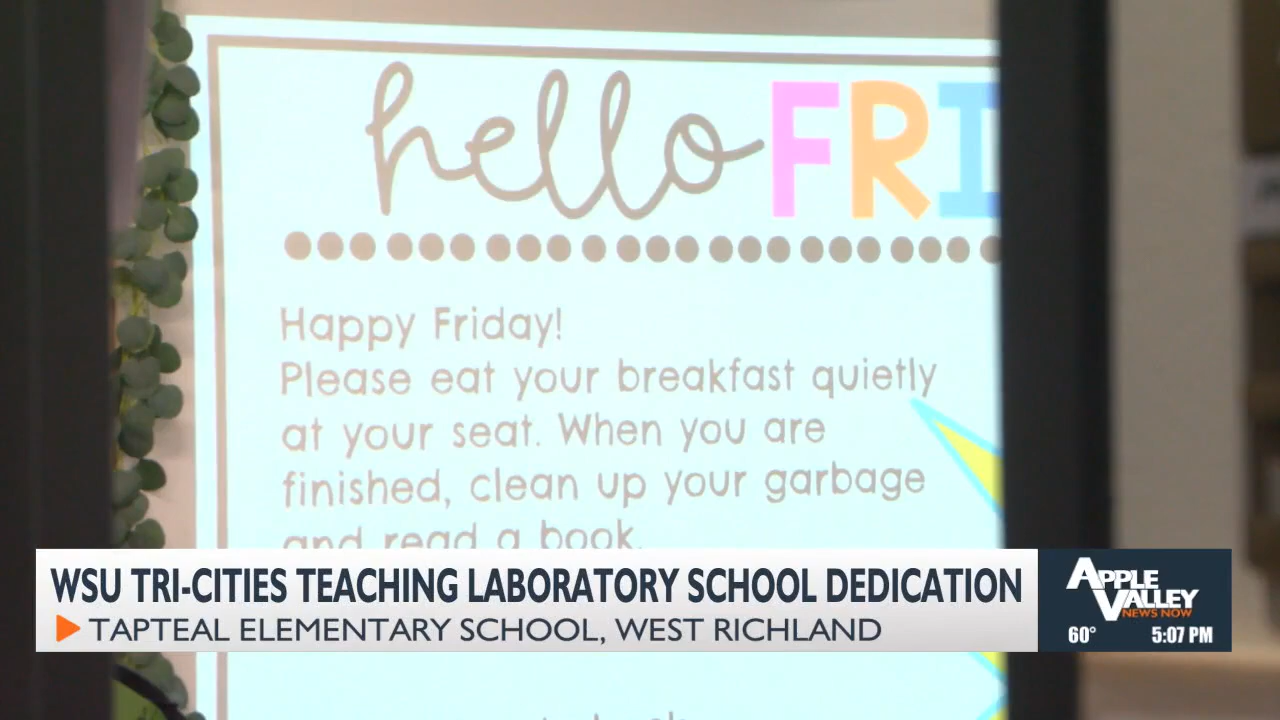 hello FRI
Happy Friday!
Please eat your breakfast quietly
at your seat. When you are
finished, clean up your garbage
and read a book.
WSU TRI-CITIES TEACHING LABORATORY SCHOOL DEDICATION
TAPTEAL ELEMENTARY SCHOOL, WEST RICHLAND
APPLE
VALLEY
NEWS NOW
60° 5:07 PM